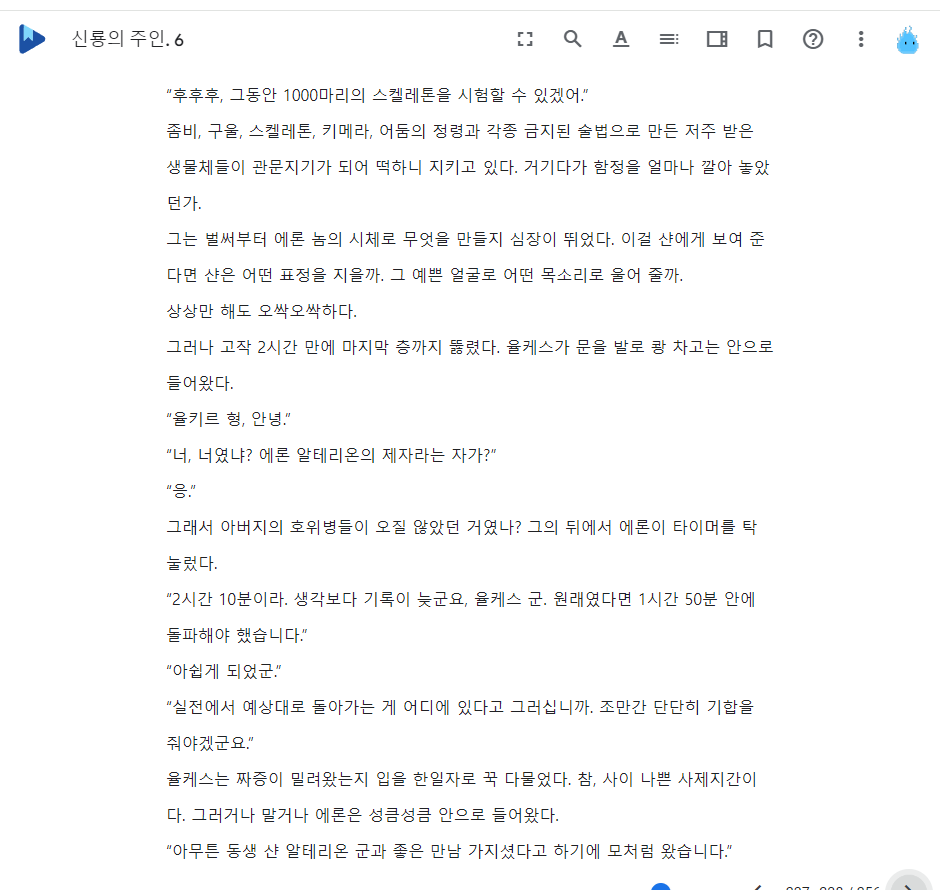 신룡의 주인. 6
“후후후, 그동안 1000마리의 스켈레톤을 시험할 수 있겠어.”
좀비, 구울, 스켈레톤, 키메라, 어둠의 정령과 각종 금지된 술법으로 만든 저주 받은
생물체들이 관문지기가 되어 떡하니 지키고 있다. 거기다가 함정을 얼마나 깔아 놓았
던가.
그는 벌써부터 에론 놈의 시체로 무엇을 만들지 심장이 뛰었다. 이걸 샨에게 보여 준
다면 샨은 어떤 표정을 지을까. 그 예쁜 얼굴로 어떤 목소리로 울어 줄까.
상상만 해도 오싹오싹하다.
그러나 고작 2시간 만에 마지막 층까지 뚫렸다. 율케스가 문을 발로 쾅 차고는 안으로
들어왔다.
“율키르 형, 안녕.”
“너, 너였냐? 에론 알테리온의 제자라는 자가?”
“응.”
그래서 아버지의 호위병들이 오질 않았던 거였나? 그의 뒤에서 에론이 타이머를 탁
눌렀다.
“2시간 10분이라. 생각보다 기록이 늦군요, 율케스 군. 원래였다면 1시간 50분 안에
돌파해야 했습니다.”
“아쉽게 되었군.”
“실전에서 예상대로 돌아가는 게 어디에 있다고 그러십니까. 조만간 단단히 기합을
줘야겠군요.”
율케스는 짜증이 밀려왔는지 입을 한일자로 꾹 다물었다. 참, 사이 나쁜 사제지간이
다. 그러거나 말거나 에론은 성큼성큼 안으로 들어왔다.
“아무튼 동생 샨 알테리온 군과 좋은 만남 가지셨다고 하기에 모처럼 왔습니다.”